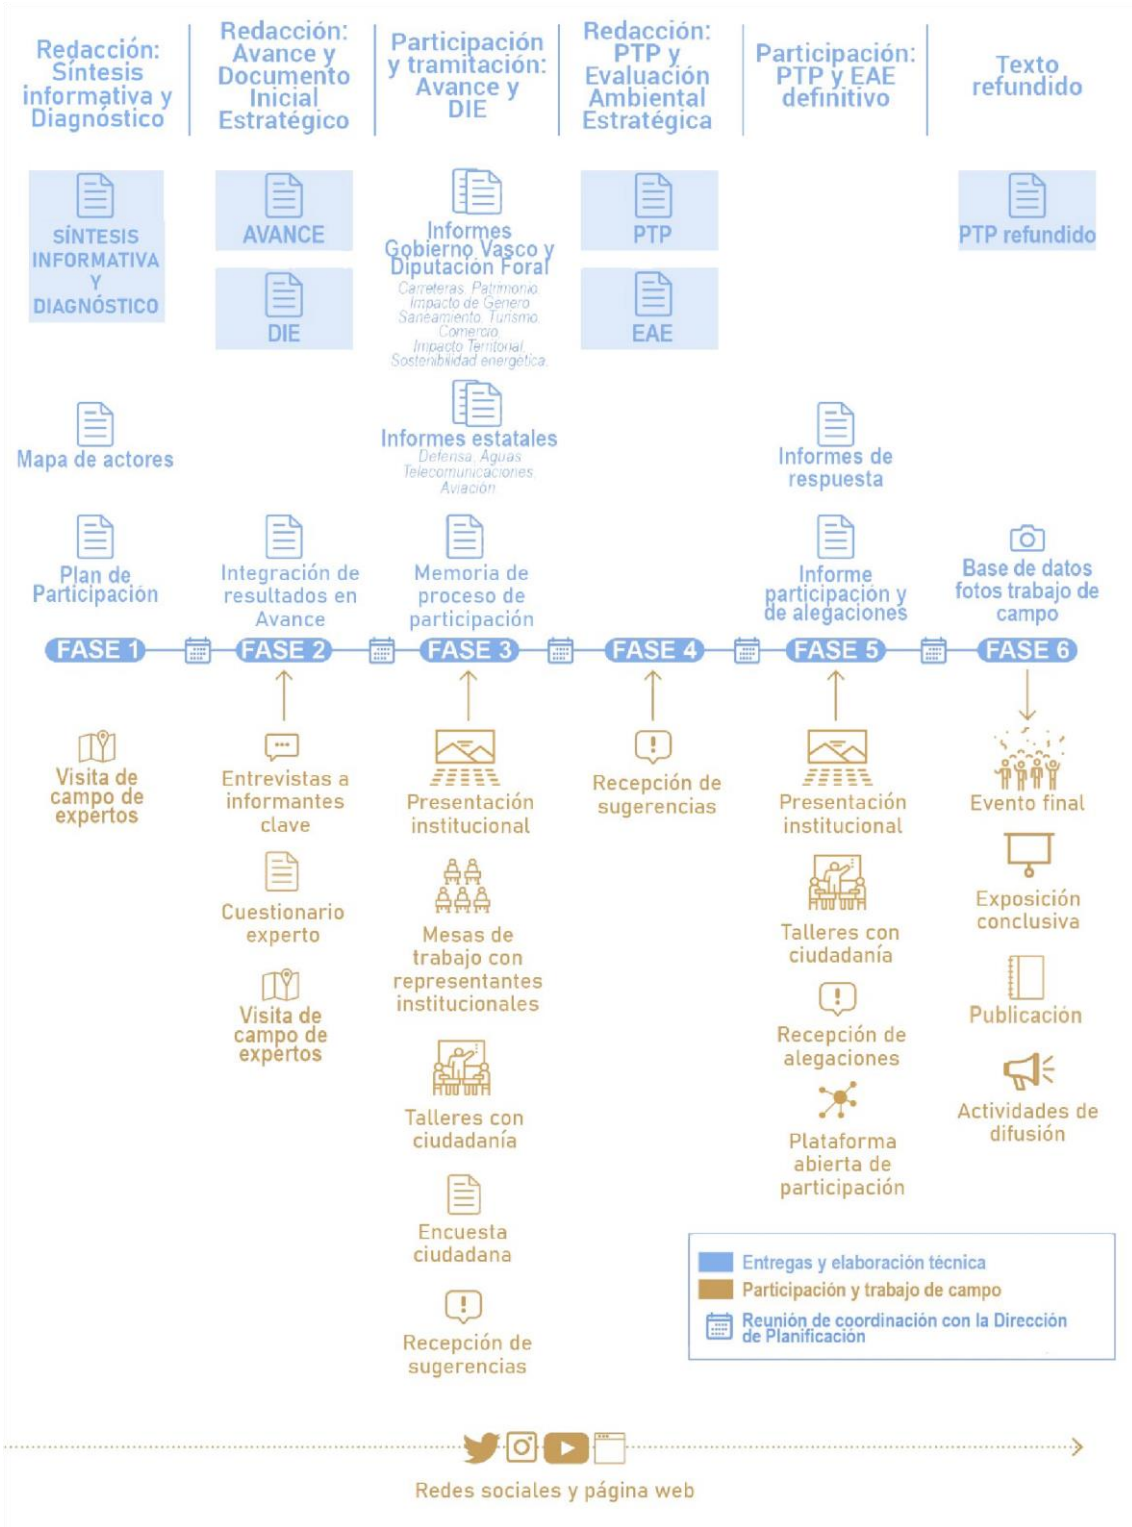 Redacción:
Síntesis
informativa y
Diagnóstico
Redacción:
Avance y
Documento
Inicial
Estratégico
Participación
y tramitación:
Avance y
DIE
Redacción:
PTP y
Evaluación
Ambiental
Estratégica
Participación:
PTP y EAE
definitivo
Texto
refundido
SÍNTESIS
INFORMATIVA
Y
DIAGNÓSTICO
AVANCE
DIE
Informes
Gobierno Vasco y
Diputación Foral
Carreteras. Patrimonio.
Impacto de Género
Saneamiento. Turismo.
Comercio.
Impacto Territorial.
Sostenibilidad energética.
PTP
EAE
PTP refundido
Mapa de actores
Informes estatales
Defensa. Aguas
Telecomunicaciones.
Aviación
Informes de
respuesta
Plan de
Participación
Integración de
resultados en
Avance
Memoria de
proceso de
participación
Informe
participación y
de alegaciones
Base de datos
fotos trabajo de
campo
FASE 1
FASE 2
FASE 3
FASE 4
FASE 5
FASE 6
Visita de
campo de
expertos
Entrevistas a
informantes
clave
Cuestionario
experto
Visita de
campo de
expertos
Presentación
institucional
Mesas de
trabajo con
representantes
institucionales
Talleres con
ciudadanía
Encuesta
ciudadana
Recepción de
sugerencias
Recepción de
sugerencias
Presentación
institucional
Talleres con
ciudadanía
Recepción de
alegaciones
Plataforma
abierta de
participación
Evento final
Exposición
conclusiva
Publicación
Actividades de
difusión
Entregas y elaboración técnica
Participación y trabajo de campo
Reunión de coordinación con la Dirección
de Planificación
Redes sociales y página web